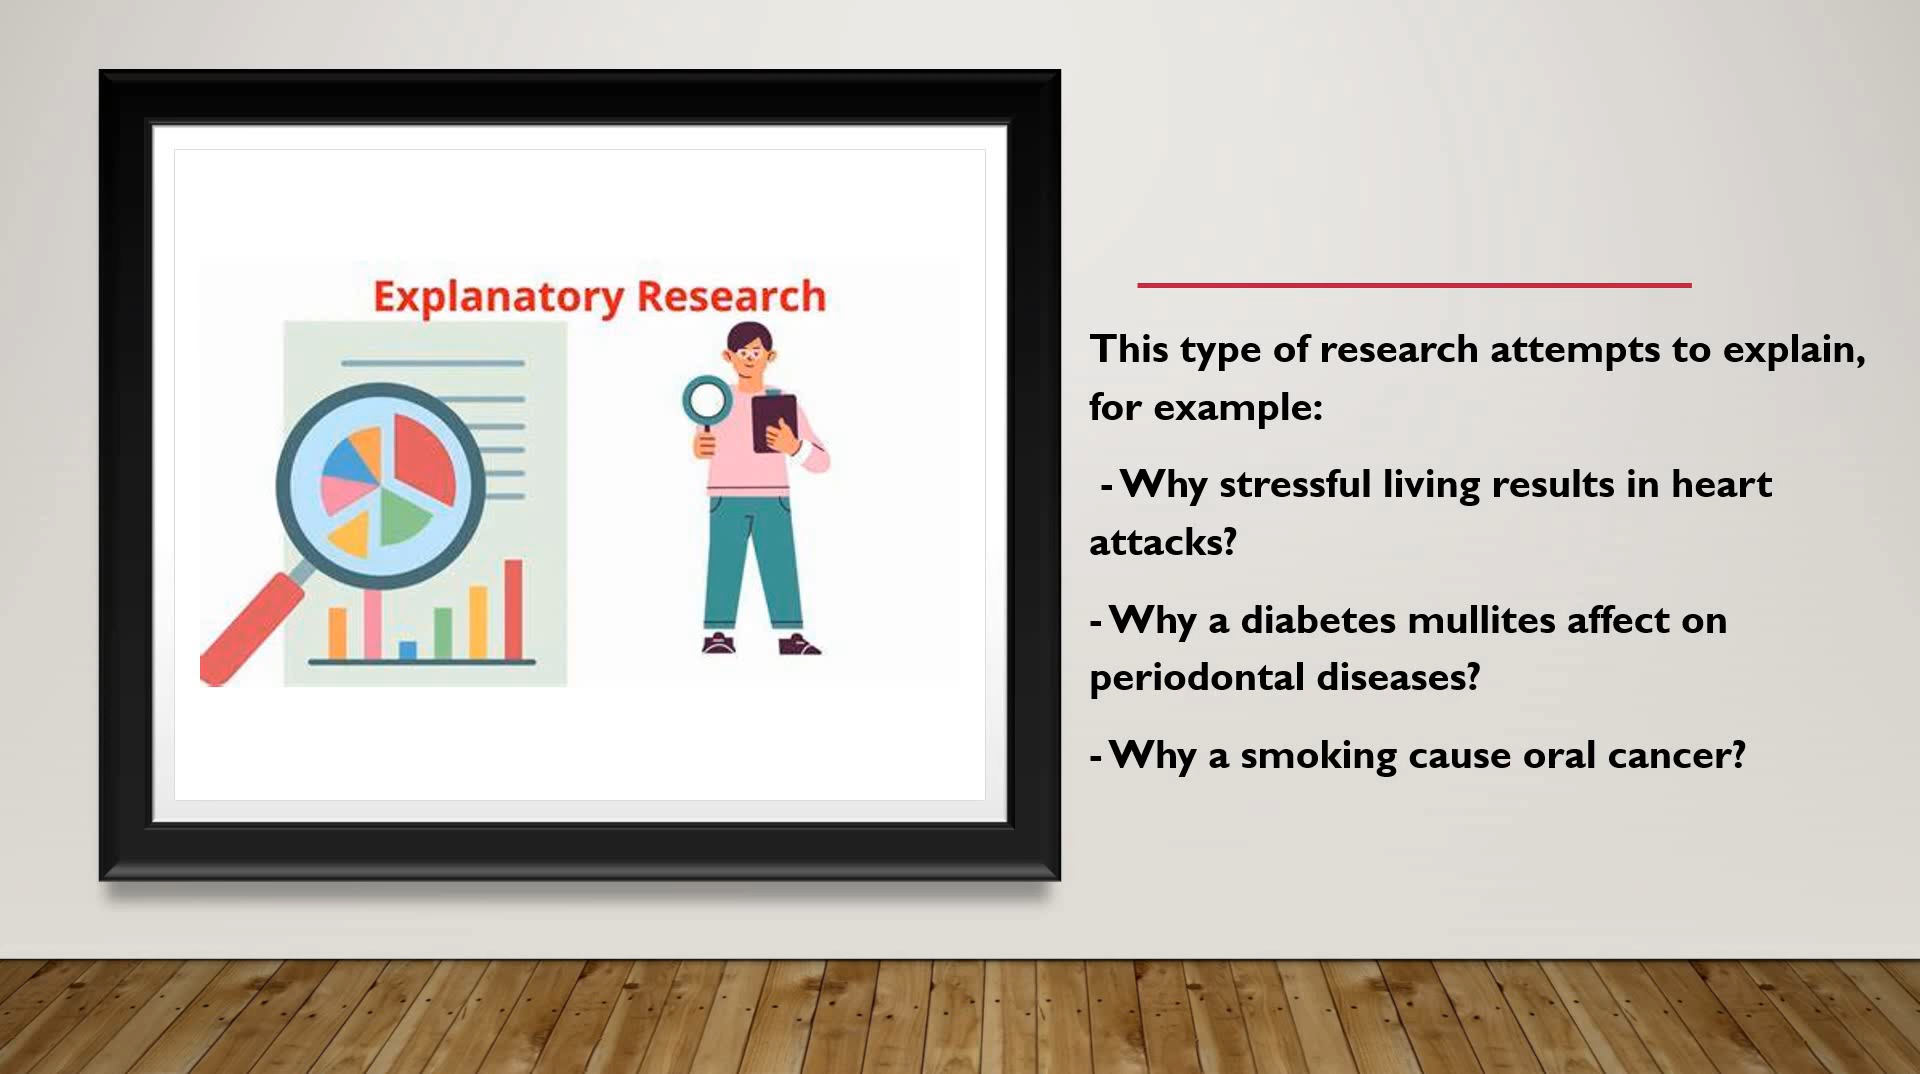 Explanatory Research
This type of research attempts to explain,
for example:
- Why stressful living results in heart
attacks?
- Why a diabetes mullites affect on
periodontal diseases?
- Why a smoking cause oral cancer?